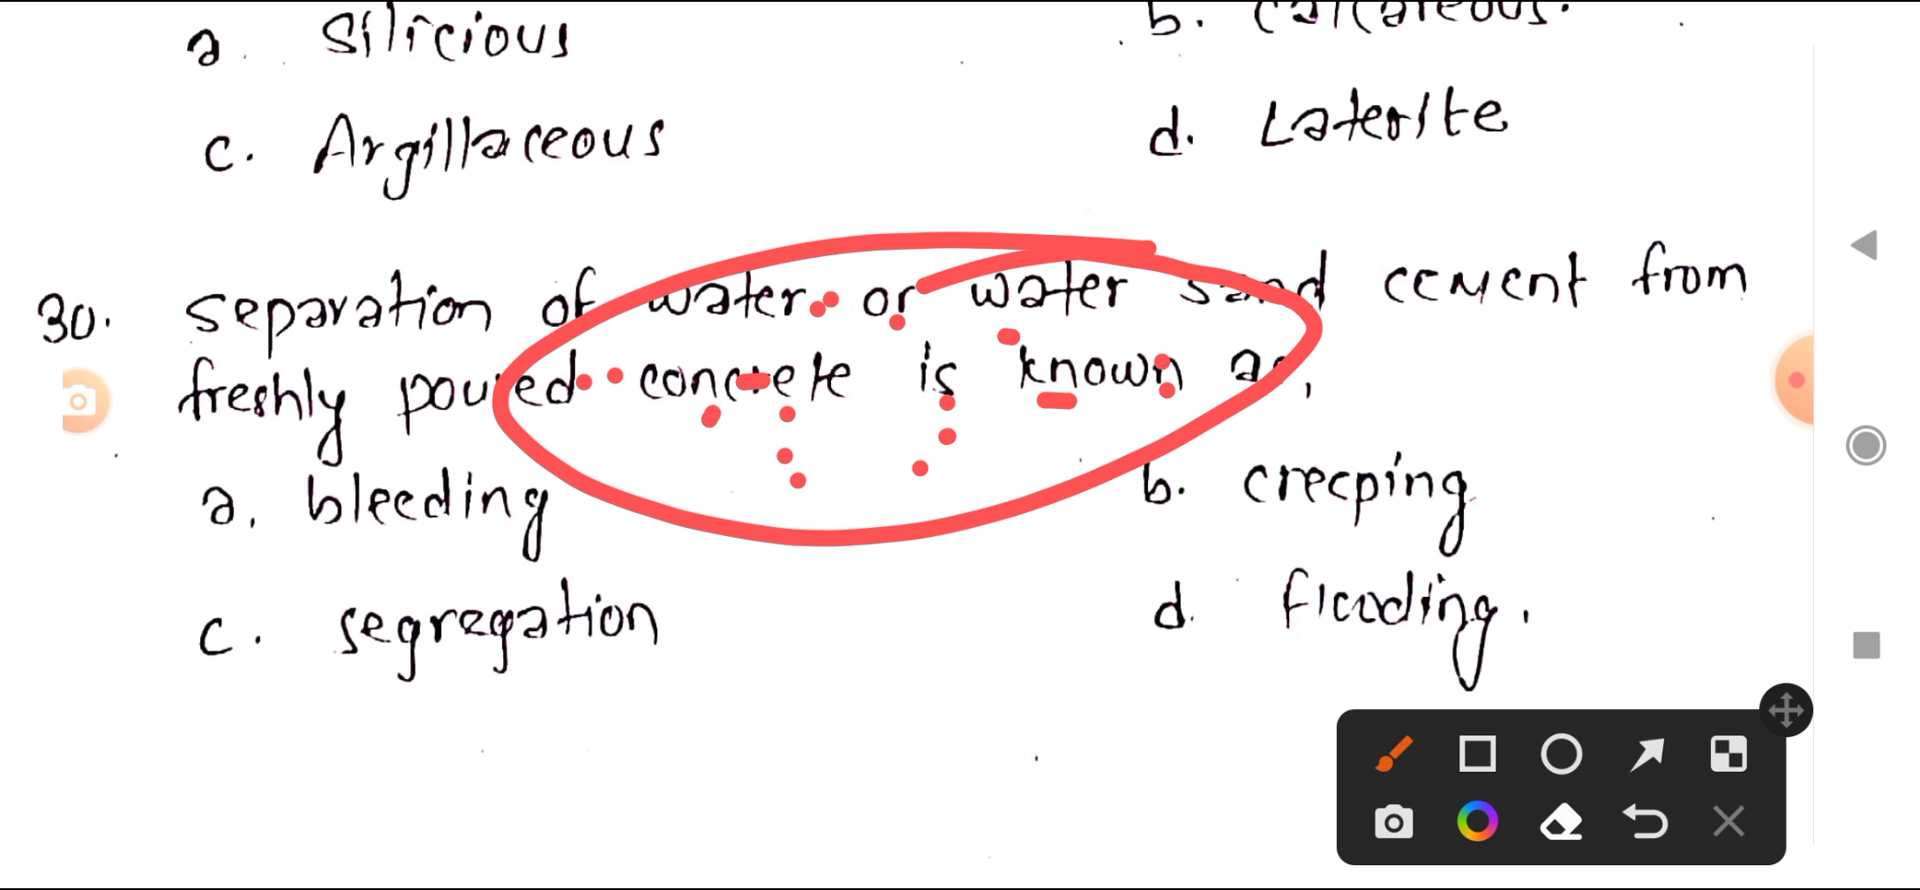 a. Silicious
b. Calcareous.
c. Argillaceous
d. Laterite
30. separation of water or water sand cement from
freshly poured concrete is known as,
a. bleeding
b. creeping
c. segregation
d. flooding.